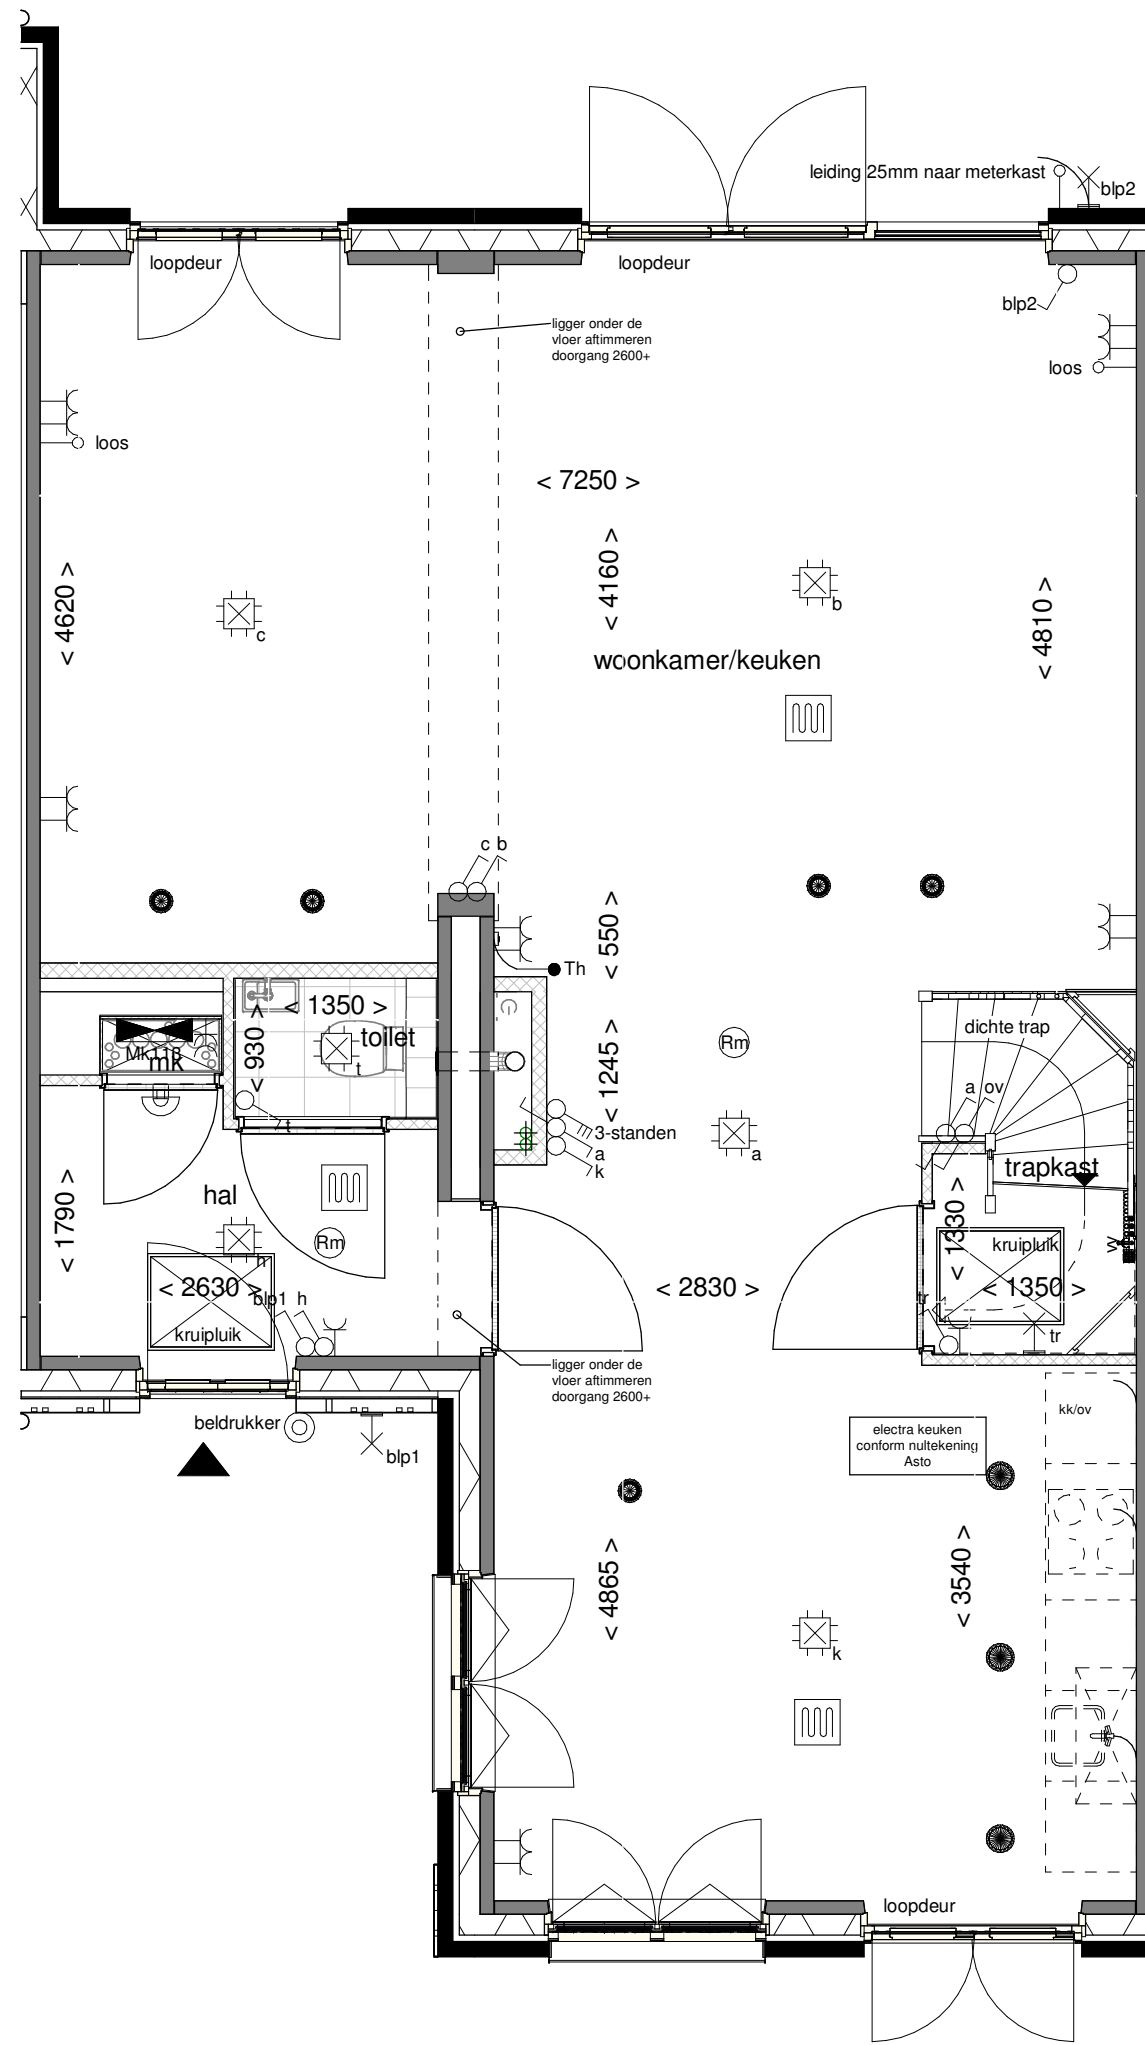 leiding 25mm naar meterkast
blp2
loopdeur
loopdeur
blp2
ligger onder de
vloer aftimmeren
doorgang 2600+
loos
loos
< 7250 >
< 4620 >
< 4160 >
< 4810 >
c
b
woonkamer/keuken
c b
< 550 >
Th
< 1350 >
toilet
< 930 >
t
t
mk
< 1245 >
Rm
dichte trap
a ov
3-standen
a
k
a
trapkast
< 1790 >
hal
Rm
h
< 2630 >
blp1 h
kruipluik
< 2830 >
< 1330 >
kruipluik
< 1350 >
tr
tr
ligger onder de
vloer aftimmeren
doorgang 2600+
beldrukker
blp1
kk/ov
electra keuken
conform nultekening
Asto
< 4865 >
< 3540 >
k
loopdeur